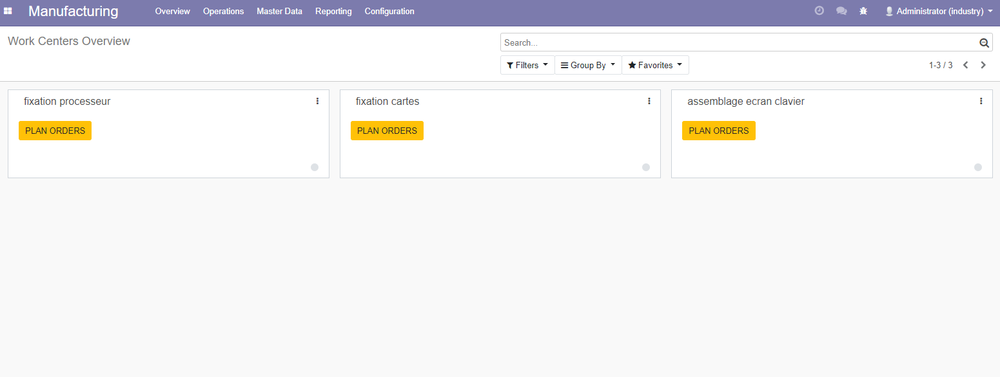 Manufacturing Overview Operations Master Data Reporting Configuration Administrator (industry)
Work Centers Overview
Search...
Filters Group By Favorites 1-3 / 3
fixation processeur fixation cartes assemblage ecran clavier
PLAN ORDERS PLAN ORDERS PLAN ORDERS